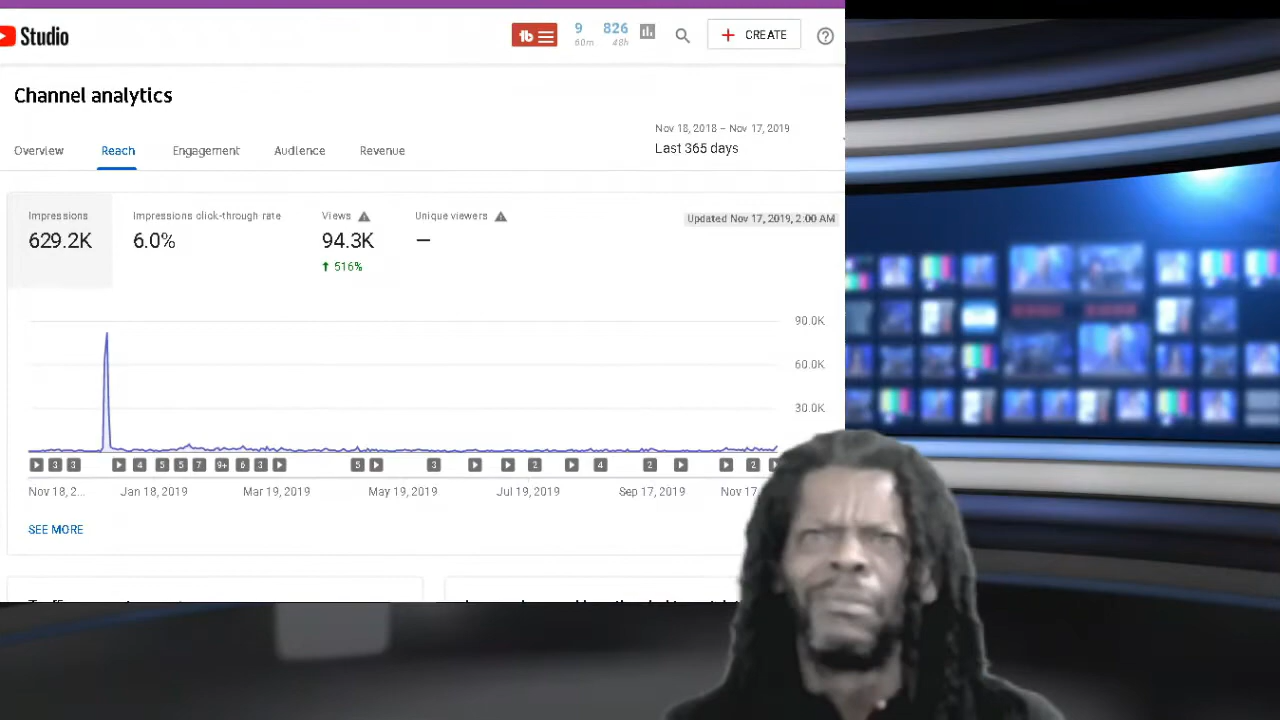 Studio
tb
9 826
60m 48h
CREATE
Channel analytics
Nov 18, 2018 – Nov 17, 2019
Last 365 days
Overview Reach Engagement Audience Revenue
Impressions Impressions click-through rate Views Unique viewers
629.2K 6.0% 94.3K —
516%
Updated Nov 17, 2019, 2:00 AM
90.0K
60.0K
30.0K
3 3 4 5 5 7 9+ 6 3 5 3 2 4 2 2
Nov 18, 2... Jan 18, 2019 Mar 19, 2019 May 19, 2019 Jul 19, 2019 Sep 17, 2019 Nov 17,
SEE MORE